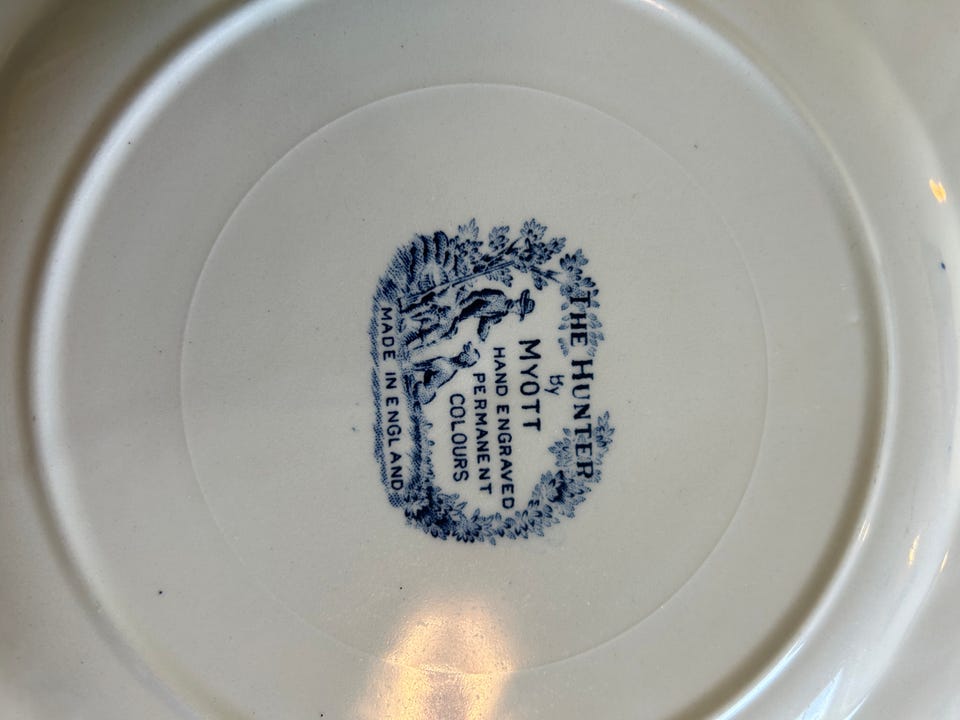 THE HUNTER
by
MYOTT
HAND ENGRAVED
PERMANENT
COLOURS
MADE IN ENGLAND